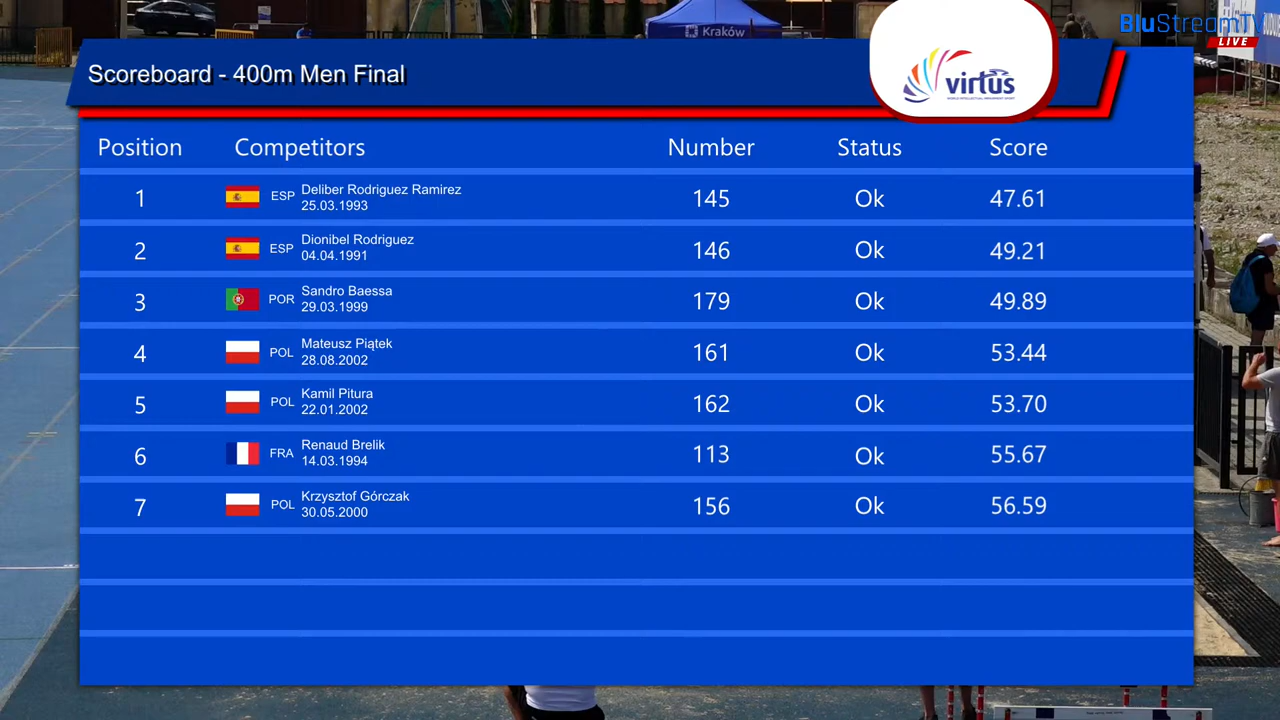 Kraków
BluStreamTV
LIVE
Scoreboard - 400m Men Final
virtus
Position Competitors Number Status Score
1 ESP Deliber Rodriguez Ramirez 145 Ok 47.61
25.03.1993
2 ESP Dionibel Rodriguez 146 Ok 49.21
04.04.1991
3 POR Sandro Baessa 179 Ok 49.89
29.03.1999
4 POL Mateusz Piątek 161 Ok 53.44
28.08.2002
5 POL Kamil Pitura 162 Ok 53.70
22.01.2002
6 FRA Renaud Brelik 113 Ok 55.67
14.03.1994
7 POL Krzysztof Górczak 156 Ok 56.59
30.05.2000